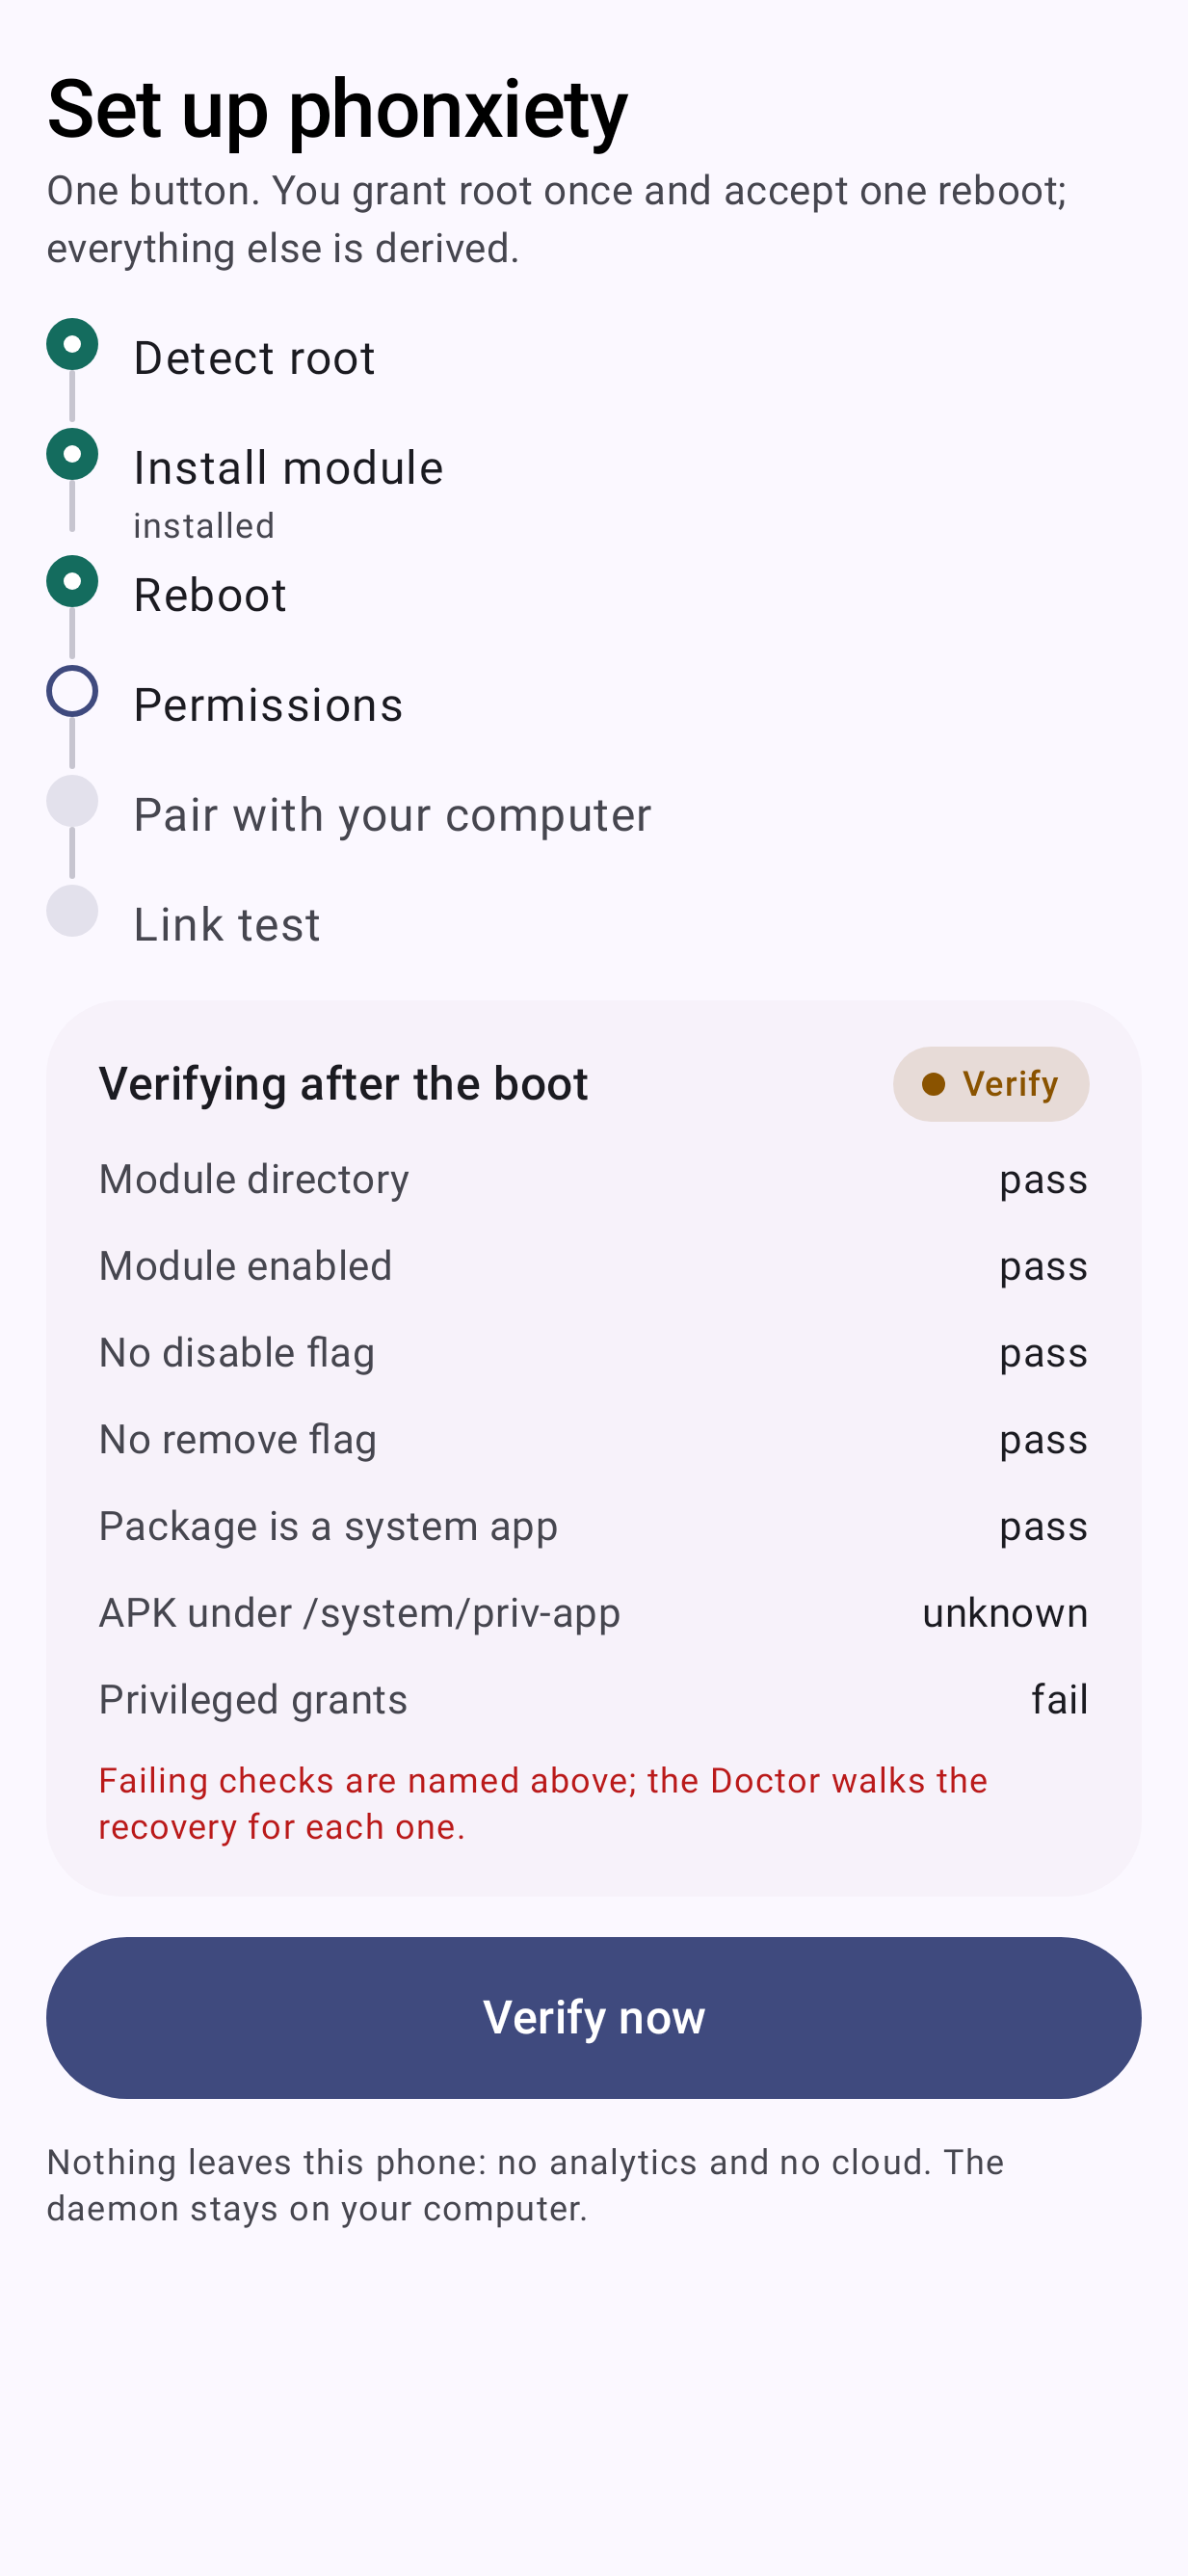 Set up phonxiety
One button. You grant root once and accept one reboot;
everything else is derived.
Detect root
Install module
installed
Reboot
Permissions
Pair with your computer
Link test
Verifying after the boot
Verify
Module directory pass
Module enabled pass
No disable flag pass
No remove flag pass
Package is a system app pass
APK under /system/priv-app unknown
Privileged grants fail
Failing checks are named above; the Doctor walks the
recovery for each one.
Verify now
Nothing leaves this phone: no analytics and no cloud. The
daemon stays on your computer.